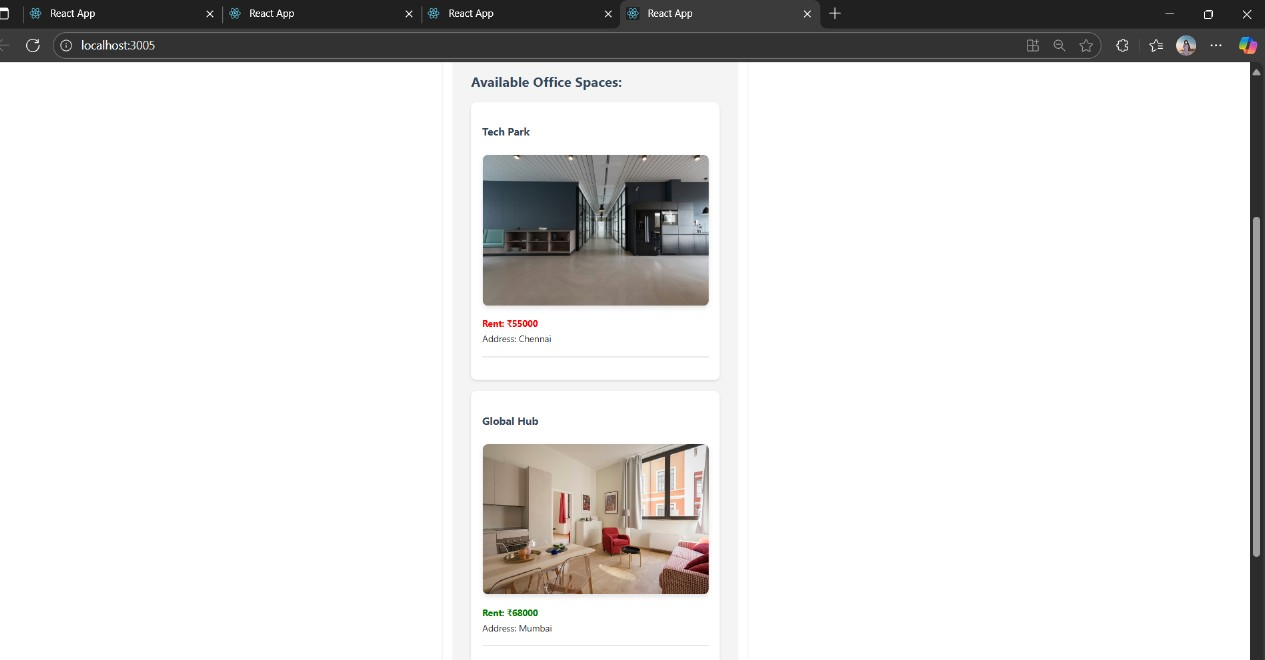 React App
React App
React App
React App
localhost:3005
Available Office Spaces:
Tech Park
Rent: ₹55000
Address: Chennai
Global Hub
Rent: ₹68000
Address: Mumbai